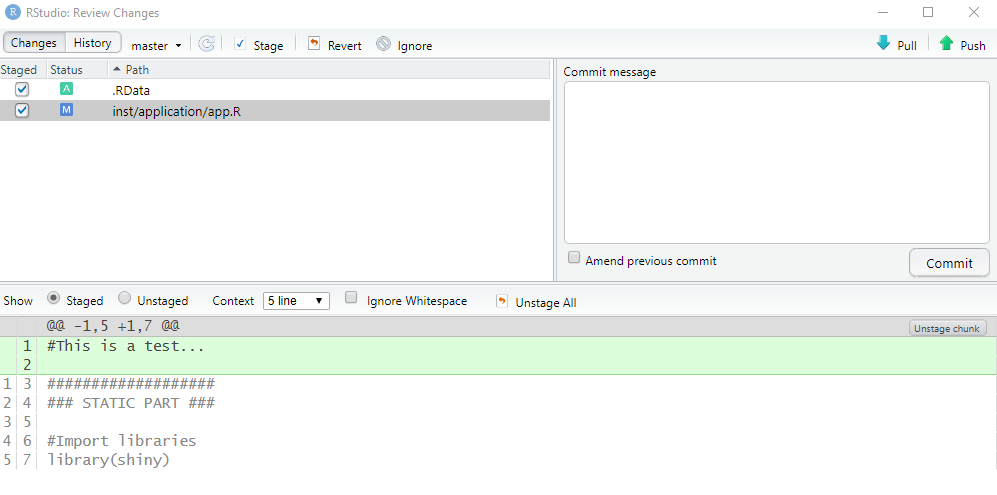 R RStudio: Review Changes
Changes History master Stage Revert Ignore Pull Push
Staged Status Path
A .RData
M inst/application/app.R
Commit message
Amend previous commit
Commit
Show Staged Unstaged Context 5 line Ignore Whitespace Unstage All
@@ -1,5 +1,7 @@ Unstage chunk
1 #This is a test...
2
1 3 ###################
2 4 ### STATIC PART ###
3 5
4 6 #Import libraries
5 7 library(shiny)